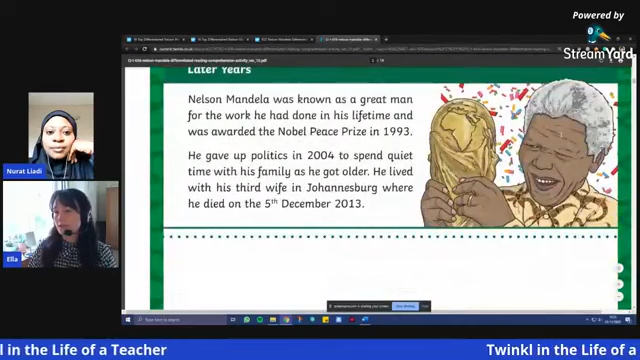 Powered by
StreamYard
Later Years
Nelson Mandela was known as a great man
for the work he had done in his lifetime and
was awarded the Nobel Peace Prize in 1993.
He gave up politics in 2004 to spend quiet
time with his family as he got older. He lived
with his third wife in Johannesburg where
he died on the 5th December 2013.
Nurat Liadi
Ella
Type here to search
l in the Life of a Teacher
Twinkl in the Life of a